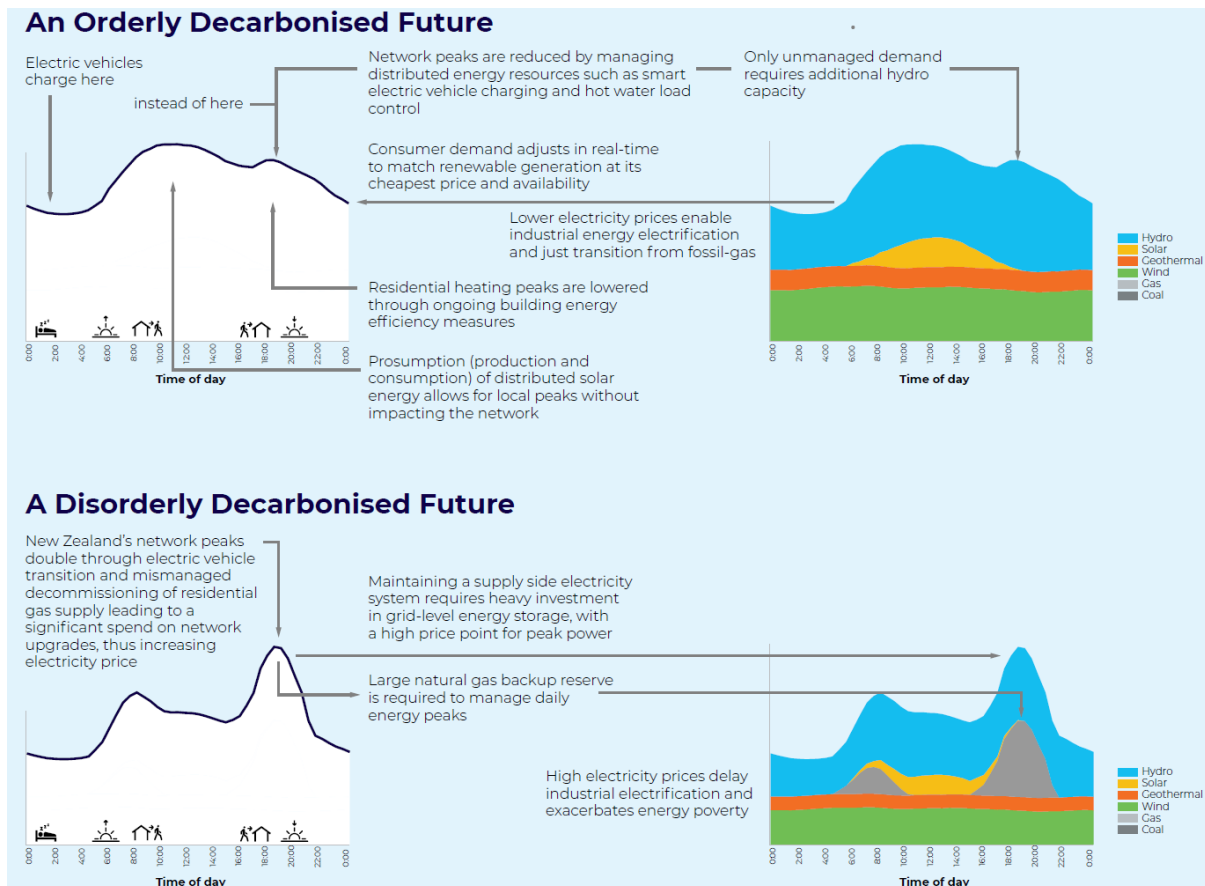 An Orderly Decarbonised Future
Electric vehicles
charge here
instead of here
Network peaks are reduced by managing
distributed energy resources such as smart
electric vehicle charging and hot water load
control
Only unmanaged demand
requires additional hydro
capacity
Consumer demand adjusts in real-time
to match renewable generation at its
cheapest price and availability
Lower electricity prices enable
industrial energy electrification
and just transition from fossil-gas
Residential heating peaks are lowered
through ongoing building energy
efficiency measures
Prosumption (production and
consumption) of distributed solar
energy allows for local peaks without
impacting the network
0:00
2:00
4:00
6:00
8:00
10:00
12:00
14:00
16:00
18:00
20:00
22:00
0:00
Time of day
0:00
2:00
4:00
6:00
8:00
10:00
12:00
14:00
16:00
18:00
20:00
22:00
0:00
Time of day
Hydro
Solar
Geothermal
Wind
Gas
Coal
A Disorderly Decarbonised Future
New Zealand's network peaks
double through electric vehicle
transition and mismanaged
decommissioning of residential
gas supply leading to a
significant spend on network
upgrades, thus increasing
electricity price
Maintaining a supply side electricity
system requires heavy investment
in grid-level energy storage, with
a high price point for peak power
Large natural gas backup reserve
is required to manage daily
energy peaks
High electricity prices delay
industrial electrification and
exacerbates energy poverty
0:00
2:00
4:00
6:00
8:00
10:00
12:00
14:00
16:00
18:00
20:00
22:00
0:00
Time of day
0:00
2:00
4:00
6:00
8:00
10:00
12:00
14:00
16:00
18:00
20:00
22:00
0:00
Time of day
Hydro
Solar
Geothermal
Wind
Gas
Coal